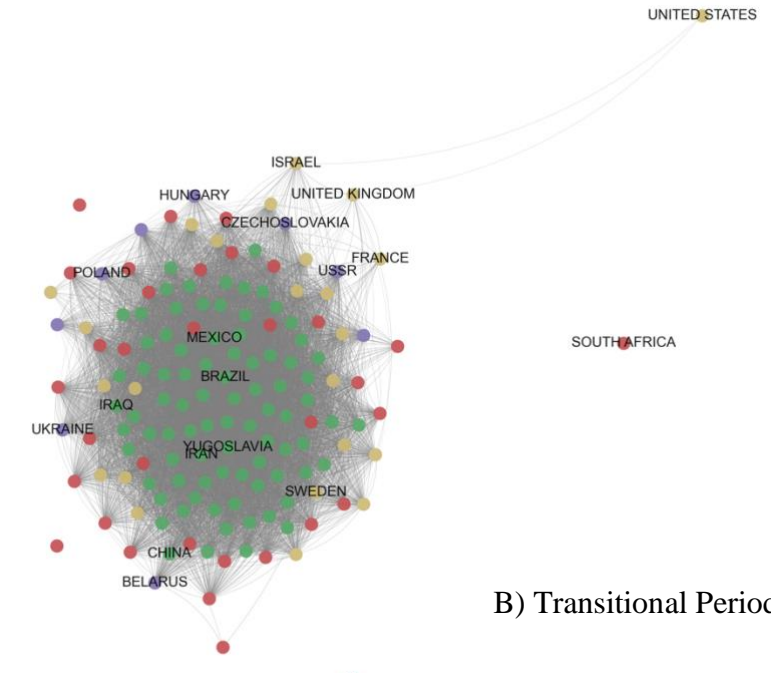 UNITED STATES
ISRAEL
HUNGARY
UNITED KINGDOM
CZECHOSLOVAKIA
FRANCE
POLAND
USSR
MEXICO
SOUTH AFRICA
BRAZIL
IRAQ
UKRAINE
YUGOSLAVIA
IRAN
SWEDEN
CHINA
BELARUS
B) Transitional Period